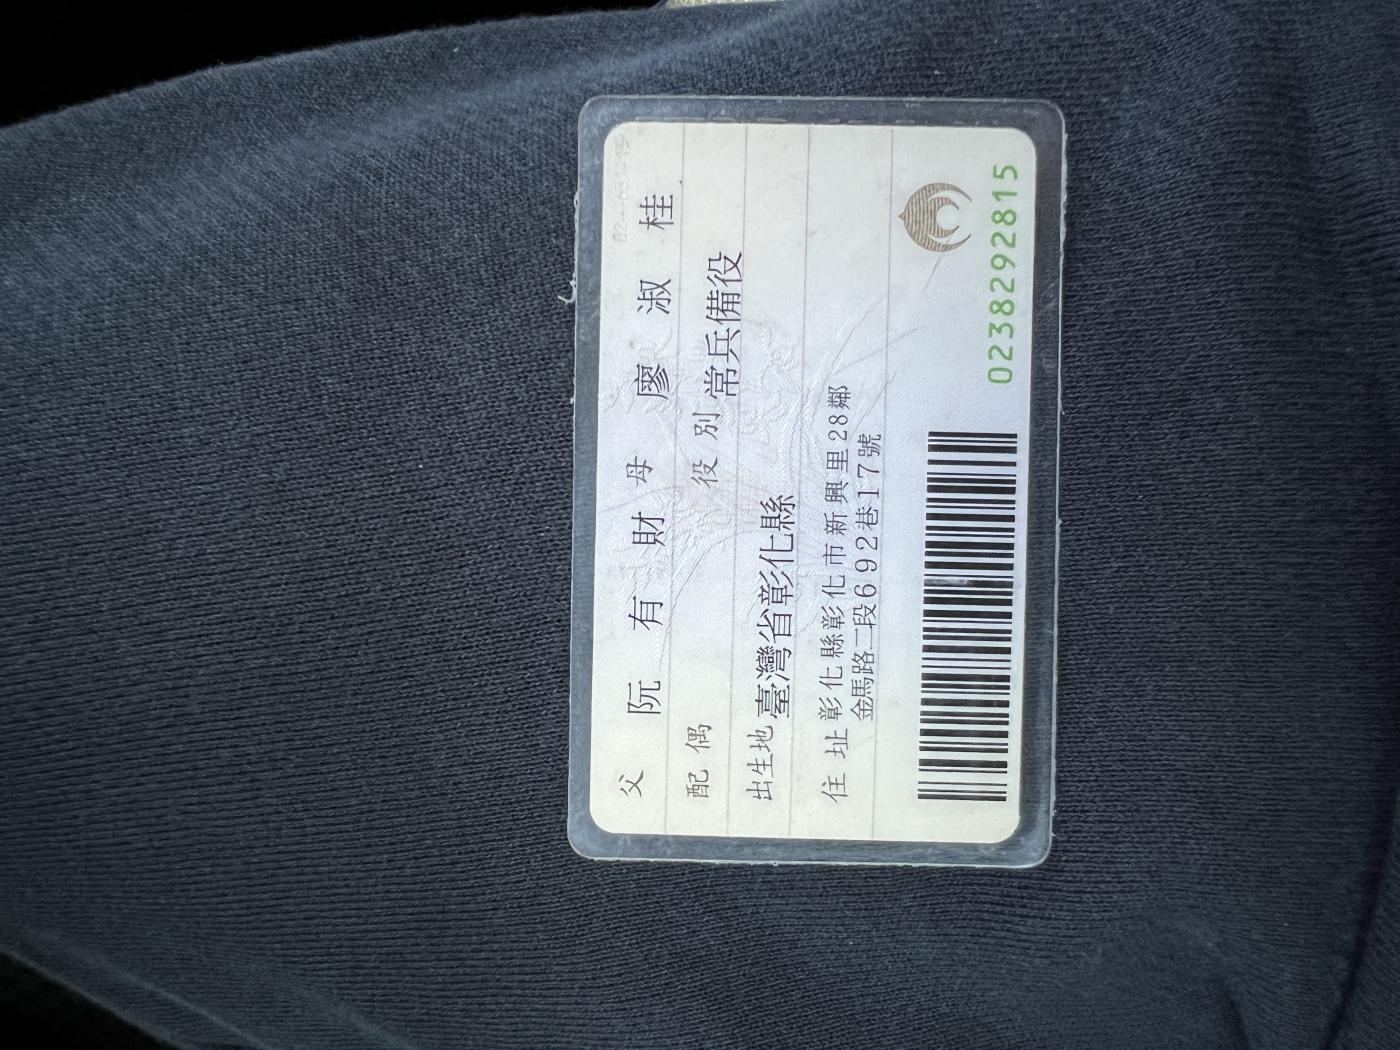 父 阮有財 母 廖淑桂
配偶 役別 常兵備役
出生地 臺灣省彰化縣
住址 彰化縣彰化市新興里28鄰
金馬路二段692巷17號
0238292815